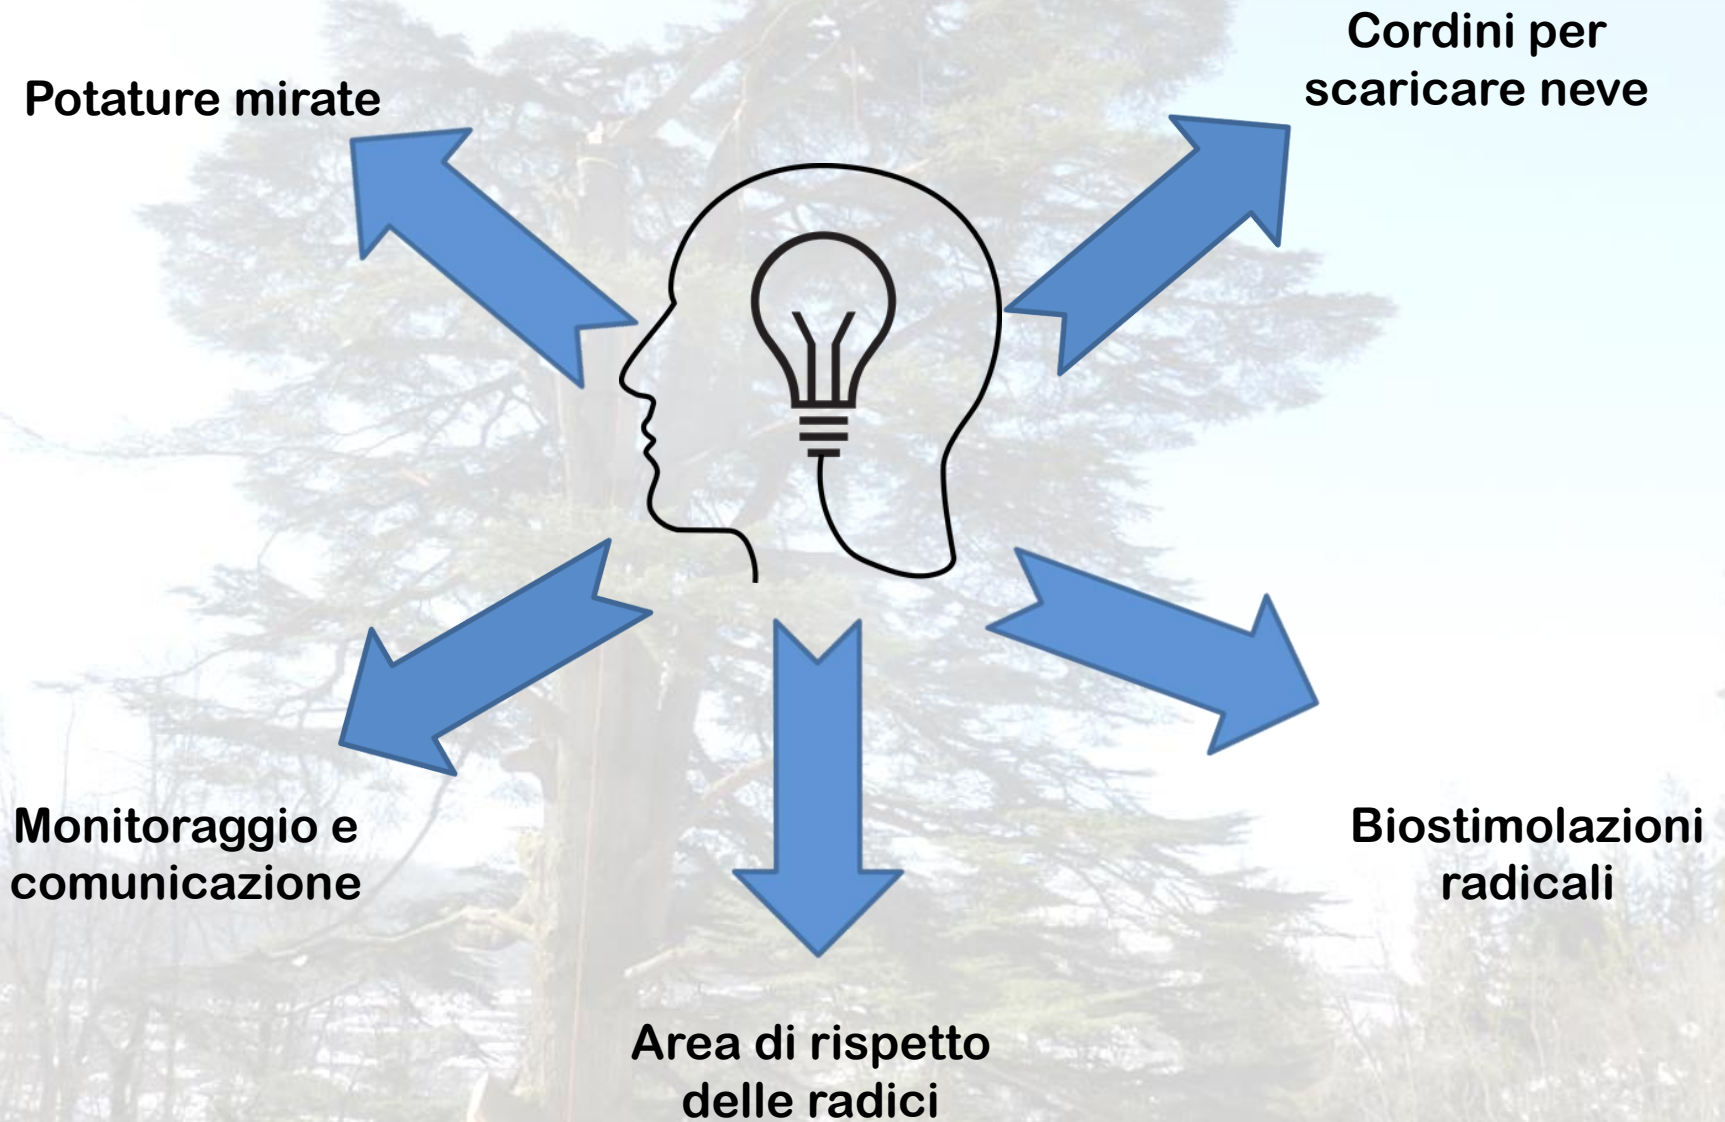 Cordini per
scaricare neve
Potature mirate
Monitoraggio e
comunicazione
Biostimolazioni
radicali
Area di rispetto
delle radici